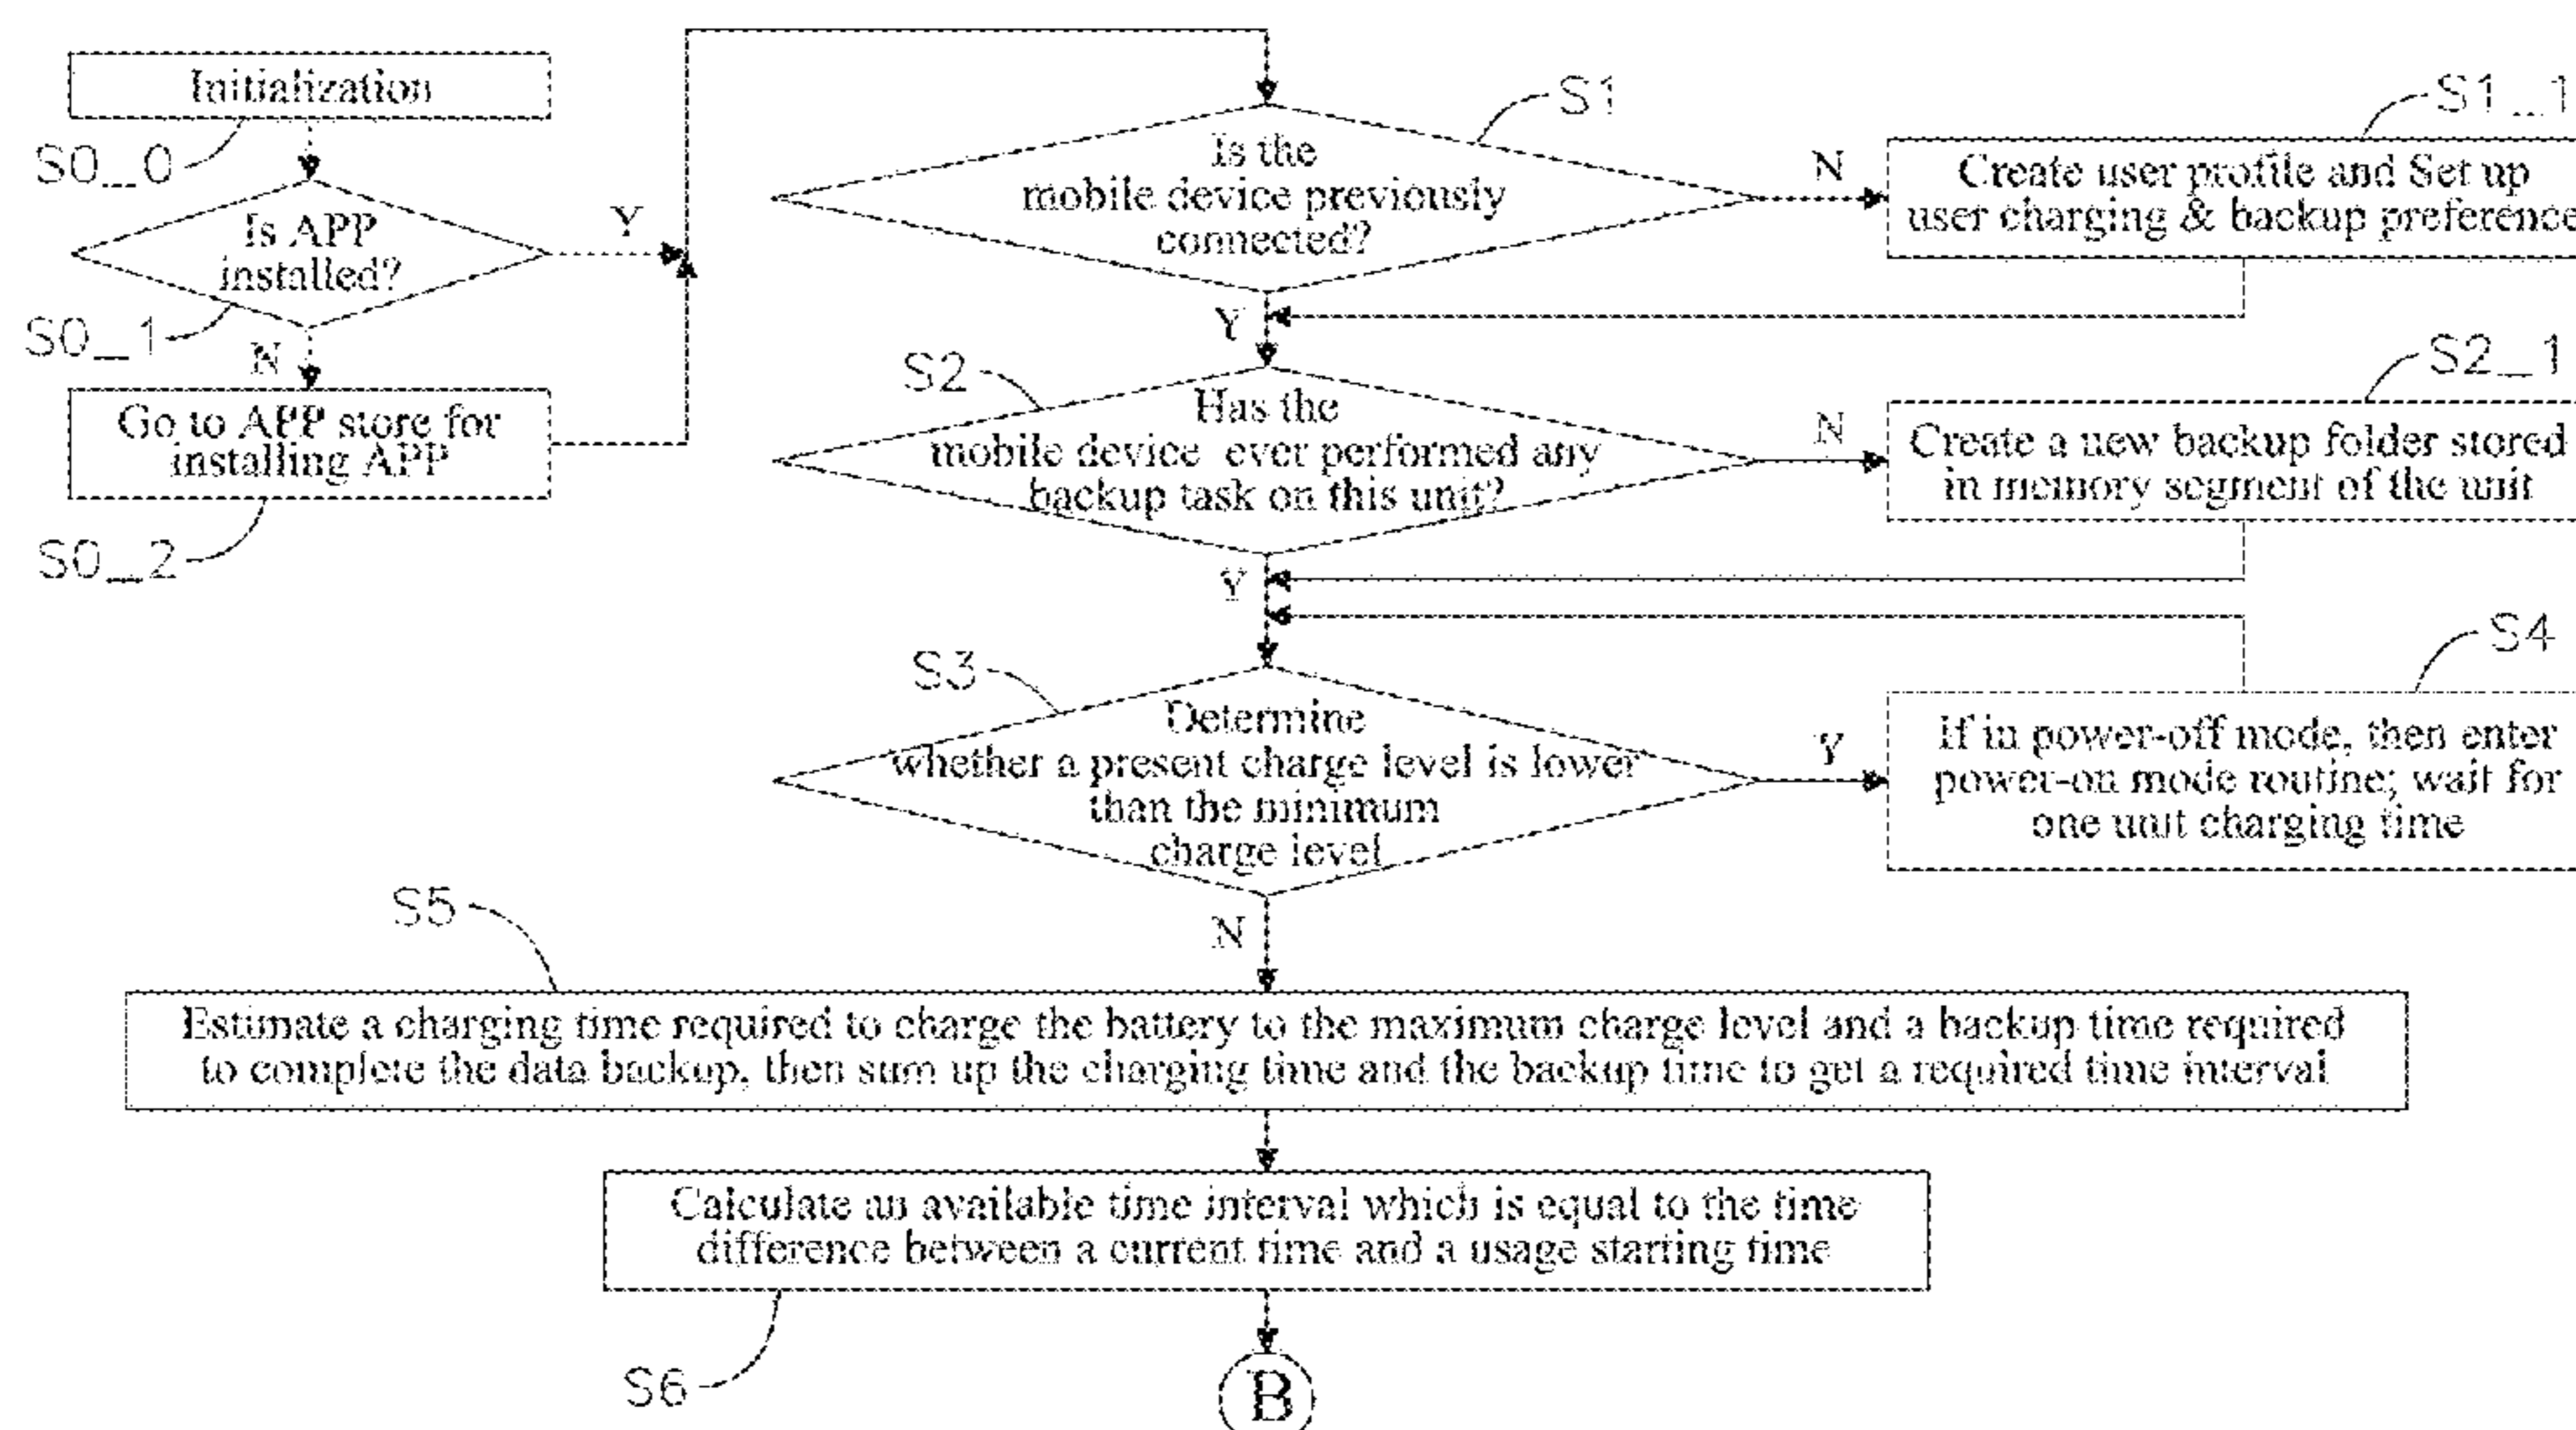 Initialization
S0_0
Is APP
installed?
Y
S0_1
N
Go to APP store for
installing APP
S0_2
S1
Is the
mobile device previously
connected?
N
S1_1
Create user profile and Set up
user charging & backup preference
Y
S2
Has the
mobile device ever performed any
backup task on this unit?
N
S2_1
Create a new backup folder stored
in memory segment of the unit
Y
S3
Determine
whether a present charge level is lower
than the minimum
charge level
Y
S4
If in power-off mode, then enter
power-on mode routine; wait for
one unit charging time
N
S5
Estimate a charging time required to charge the battery to the maximum charge level and a backup time required
to complete the data backup, then sum up the charging time and the backup time to get a required time interval
Calculate an available time interval which is equal to the time
difference between a current time and a usage starting time
S6
B